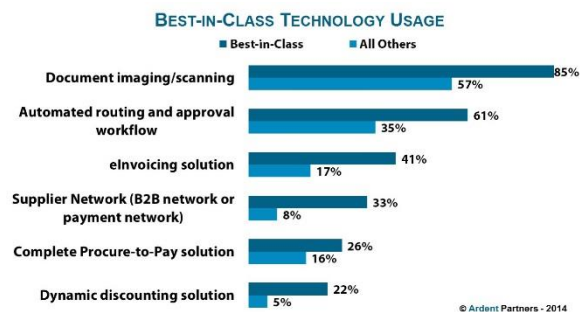 BEST-IN-CLASS TECHNOLOGY USAGE
Best-in-Class All Others
Document imaging/scanning
85%
57%
Automated routing and approval
workflow
61%
35%
eInvoicing solution
41%
17%
Supplier Network (B2B network or
payment network)
33%
8%
Complete Procure-to-Pay solution
26%
16%
Dynamic discounting solution
22%
5%
© Ardent Partners - 2014